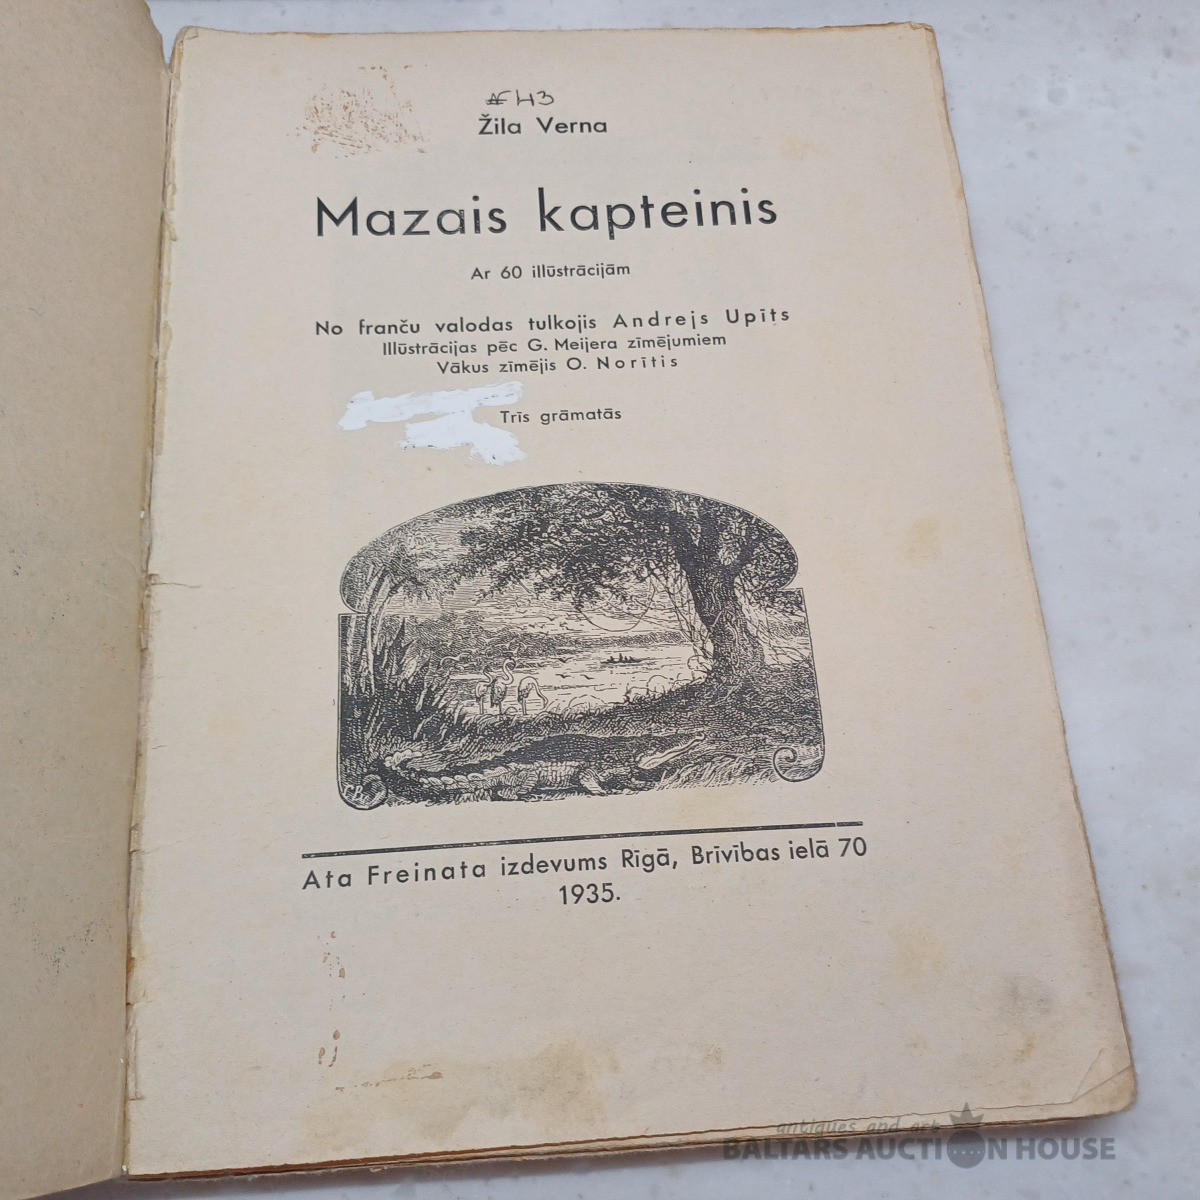 AF H3
Žila Verna
Mazais kapteinis
Ar 60 illūstrācijām
No franču valodas tulkojis Andrejs Upīts
Illūstrācijas pēc G. Meijera zīmējumiem
Vākus zīmējis O. Norītis
Trīs grāmatās
Ata Freinata izdevums Rīgā, Brīvības ielā 70
1935.
antiques and art
BALTARS AUCTION HOUSE